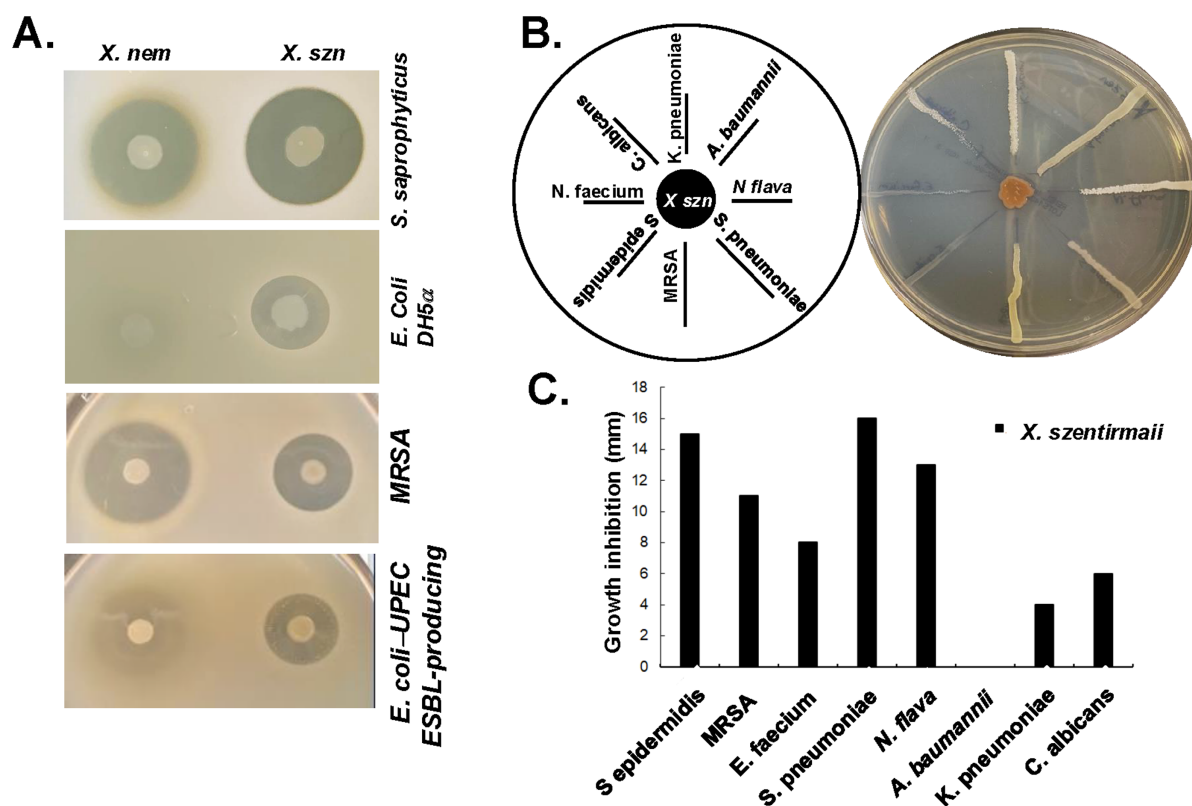 A.
X. nem
X. szn
S. saprophyticus
E. Coli
DH5α
MRSA
E. coli–UPEC
ESBL-producing
B.
K. pneumoniae
A. baumannii
N flava
S. pneumoniae
MRSA
S epidermidis
N. faecium
C. albicans
X szn
C.
Growth inhibition (mm)
18
16
14
12
10
8
6
4
2
0
X. szentirmaii
S epidermidis
MRSA
E. faecium
S. pneumoniae
N. flava
A. baumannii
K. pneumoniae
C. albicans